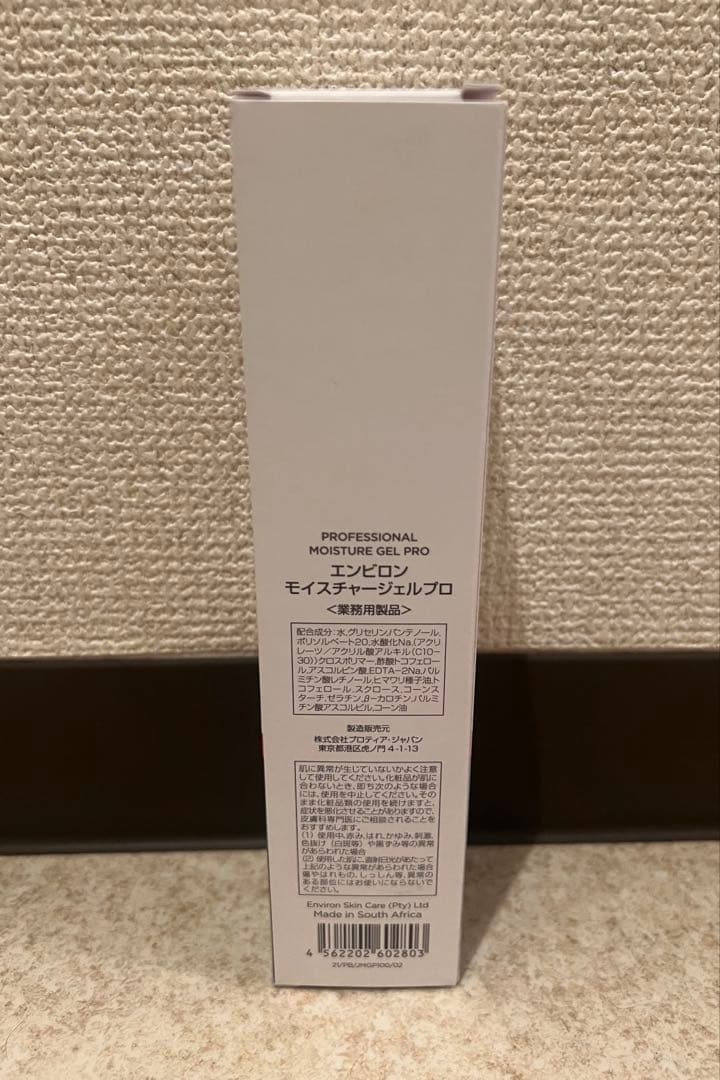 PROFESSIONAL
MOISTURE GEL PRO
エンビロン
モイスチャージェルプロ
<業務用製品>
配合成分:水,グリセリン,パンテノール,
ポリソルベート20,水酸化Na,(アクリ
レーツ/アクリル酸アルキル(C10-
30))クロスポリマー,酢酸トコフェロー
ル,アスコルビン酸,EDTA-2Na,パル
ミチン酸レチノール,ヒマワリ種子油,ト
コフェロール,スクロース,コーンス
ターチ,ゼラチン,β-カロチン,パルミ
チン酸アスコルビル,コーン油
製造販売元
株式会社プロティア・ジャパン
東京都港区虎ノ門4-1-13
肌に異常が生じていないかよく注意
して使用してください。化粧品が肌に
合わないとき、即ち次のような場合
には、使用を中止してください。その
まま化粧品類の使用を続けますと、
症状を悪化させることがありますので、
皮膚科専門医にご相談されることを
おすすめします。
(1) 使用中、赤み、はれ、かゆみ、刺激、
色抜け(白斑等)や黒ずみ等の異常
があらわれた場合
(2) 使用した肌に、直射日光があたって
上記のような異常があらわれた場合
傷やはれもの、しっしん等、異常の
ある部位にはお使いにならないで
ください。
Environ Skin Care (Pty) Ltd
Made in South Africa
4 562202 602803
21/PB/JMGP100/02